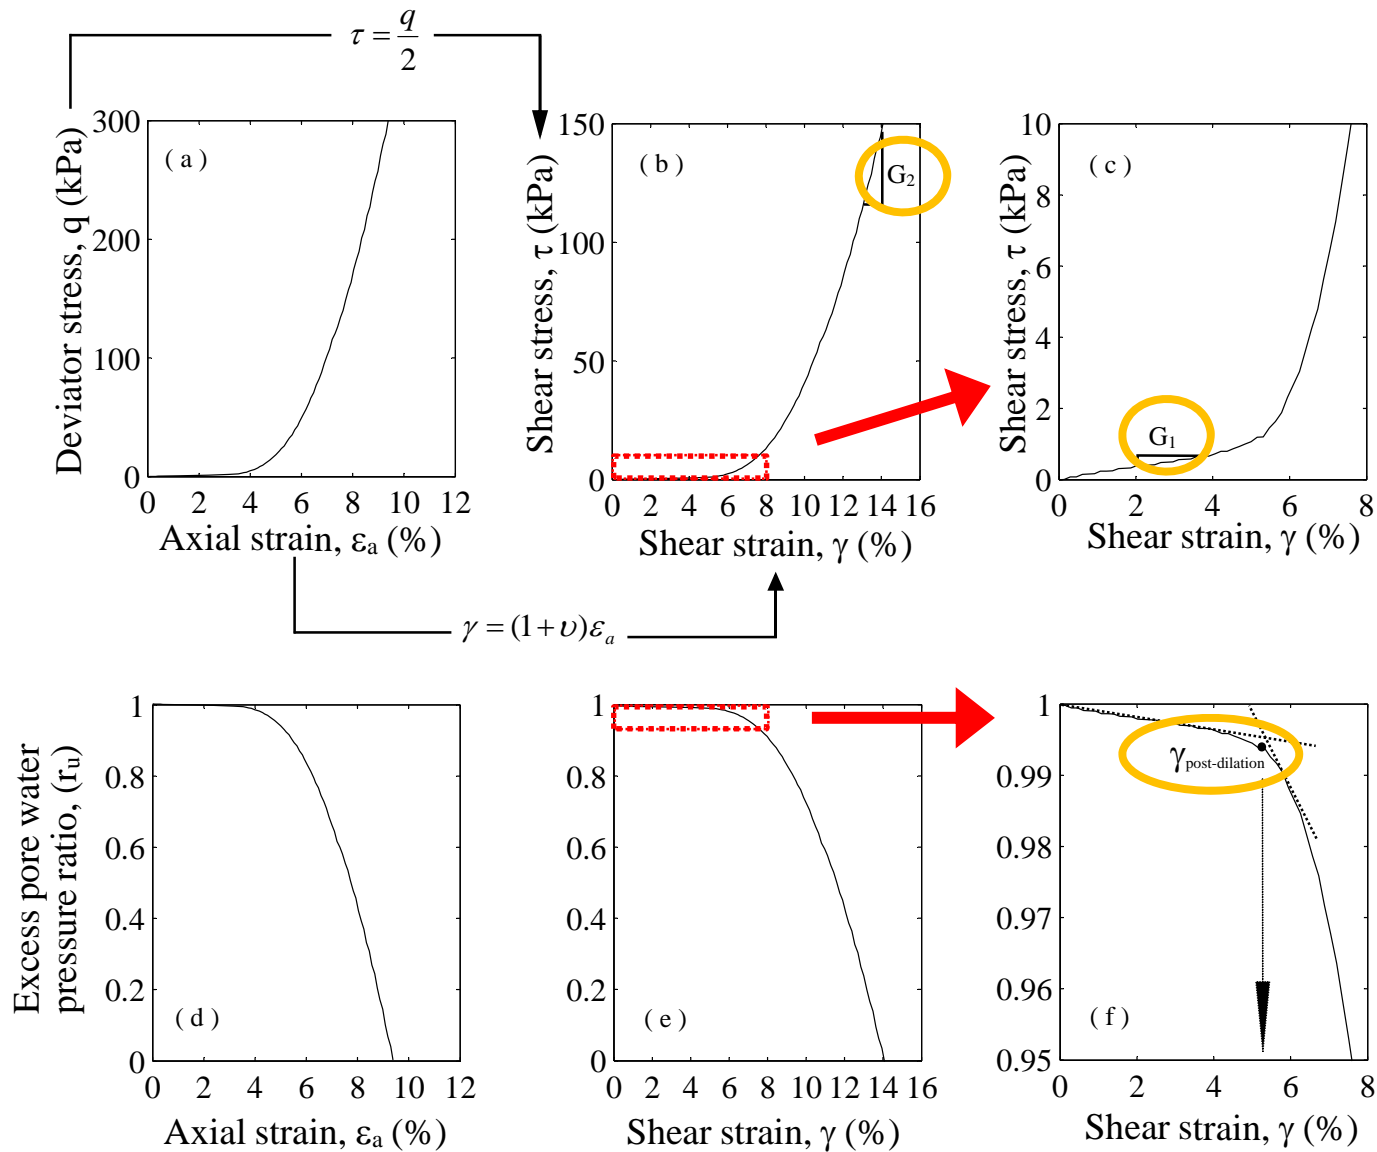 τ = q/2
300
200
100
0
0 2 4 6 8 10 12
( a )
Deviator stress, q (kPa)
Axial strain, εa (%)
150
100
50
0
0 2 4 6 8 10 12 14 16
( b )
G2
Shear stress, τ (kPa)
Shear strain, γ (%)
10
8
6
4
2
0
0 2 4 6 8
( c )
G1
Shear stress, τ (kPa)
Shear strain, γ (%)
γ = (1+υ)εa
1
0.8
0.6
0.4
0.2
0
0 2 4 6 8 10 12
( d )
Excess pore water
pressure ratio, (ru)
Axial strain, εa (%)
1
0.8
0.6
0.4
0.2
0
0 2 4 6 8 10 12 14 16
( e )
Shear strain, γ (%)
1
0.99
0.98
0.97
0.96
0.95
0 2 4 6 8
γpost-dilation
( f )
Shear strain, γ (%)